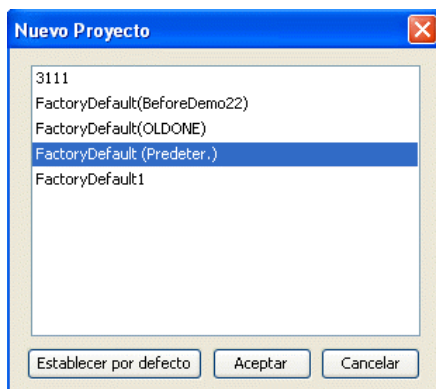 Nuevo Proyecto
3111
FactoryDefault(BeforeDemo22)
FactoryDefault(OLDONE)
FactoryDefault (Predeter.)
FactoryDefault1
Establecer por defecto Aceptar Cancelar